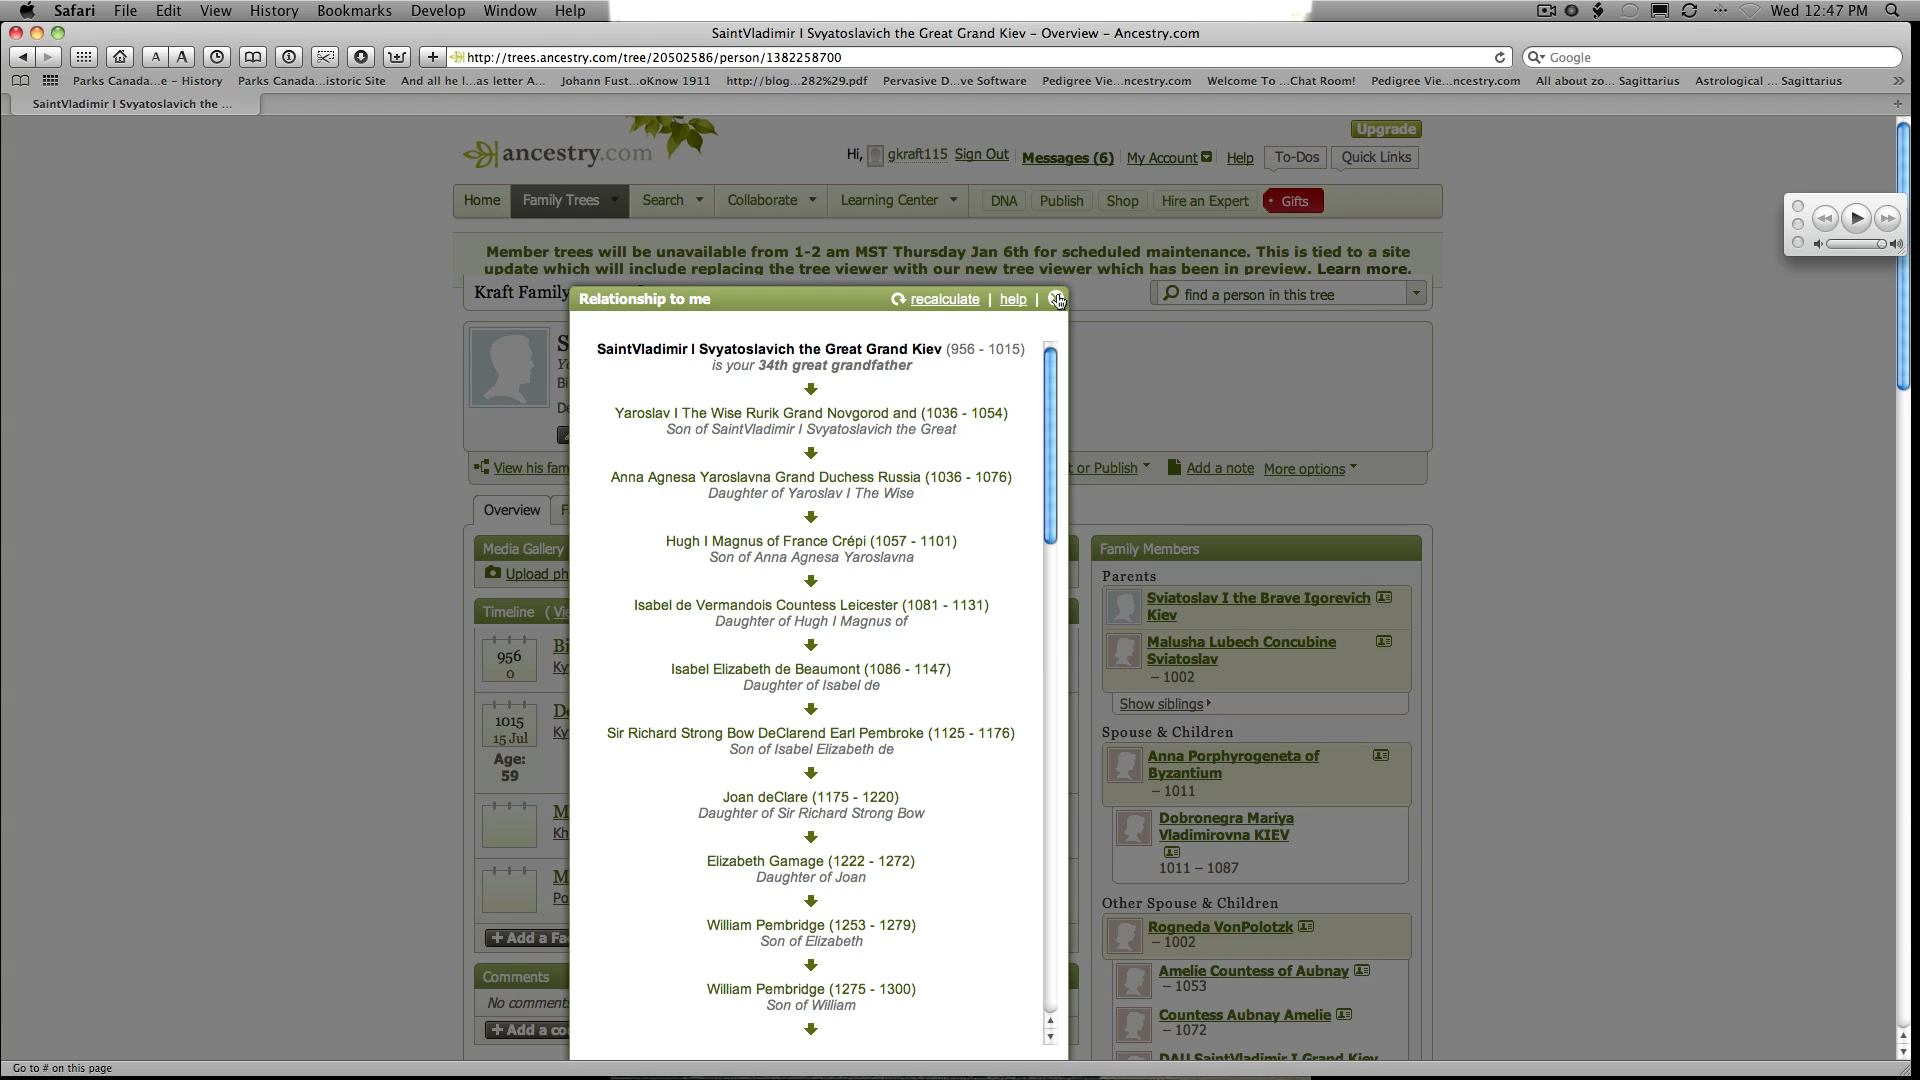 Safari File Edit View History Bookmarks Develop Window Help Wed 12:47 PM
SaintVladimir I Svyatoslavich the Great Grand Kiev – Overview – Ancestry.com
A A http://trees.ancestry.com/tree/20502586/person/1382258700 Google
Parks Canada...e - History Parks Canada...istoric Site And all he l...as letter A... Johann Fust...oKnow 1911 http://blog...282%29.pdf Pervasive D...ve Software Pedigree Vie...ncestry.com Welcome To ...Chat Room! Pedigree Vie...ncestry.com All about zo... Sagittarius Astrological ... Sagittarius
SaintVladimir I Svyatoslavich the ...
Upgrade
ancestry.com
Hi, gkraft115 Sign Out Messages (6) My Account Help To-Dos Quick Links
Home Family Trees Search Collaborate Learning Center DNA Publish Shop Hire an Expert Gifts
Member trees will be unavailable from 1-2 am MST Thursday Jan 6th for scheduled maintenance. This is tied to a site
update which will include replacing the tree viewer with our new tree viewer which has been in preview. Learn more.
Kraft Family
find a person in this tree
Relationship to me recalculate | help |
SaintVladimir I Svyatoslavich the Great Grand Kiev (956 - 1015)
is your 34th great grandfather
Yaroslav I The Wise Rurik Grand Novgorod and (1036 - 1054)
Son of SaintVladimir I Svyatoslavich the Great
Anna Agnesa Yaroslavna Grand Duchess Russia (1036 - 1076)
Daughter of Yaroslav I The Wise
Hugh I Magnus of France Crépi (1057 - 1101)
Son of Anna Agnesa Yaroslavna
Isabel de Vermandois Countess Leicester (1081 - 1131)
Daughter of Hugh I Magnus of
Isabel Elizabeth de Beaumont (1086 - 1147)
Daughter of Isabel de
Sir Richard Strong Bow DeClarend Earl Pembroke (1125 - 1176)
Son of Isabel Elizabeth de
Joan deClare (1175 - 1220)
Daughter of Sir Richard Strong Bow
Elizabeth Gamage (1222 - 1272)
Daughter of Joan
William Pembridge (1253 - 1279)
Son of Elizabeth
William Pembridge (1275 - 1300)
Son of William
S
Y
Bi
De
View his fam
t or Publish Add a note More options
Overview F
Media Gallery
Upload ph
Timeline ( Vi
956
0
Bi
Ky
1015
15 Jul
Age:
59
De
Ky
M
Kh
M
Po
+ Add a Fa
Comments
No comment
+ Add a co
Family Members
Parents
Sviatoslav I the Brave Igorevich
Kiev
Malusha Lubech Concubine
Sviatoslav
– 1002
Show siblings
Spouse & Children
Anna Porphyrogeneta of
Byzantium
– 1011
Dobronegra Mariya
Vladimirovna KIEV
1011 – 1087
Other Spouse & Children
Rogneda VonPolotzk
– 1002
Amelie Countess of Aubnay
– 1053
Countess Aubnay Amelie
– 1072
DAU SaintVladimir I Grand Kiev
Go to # on this page